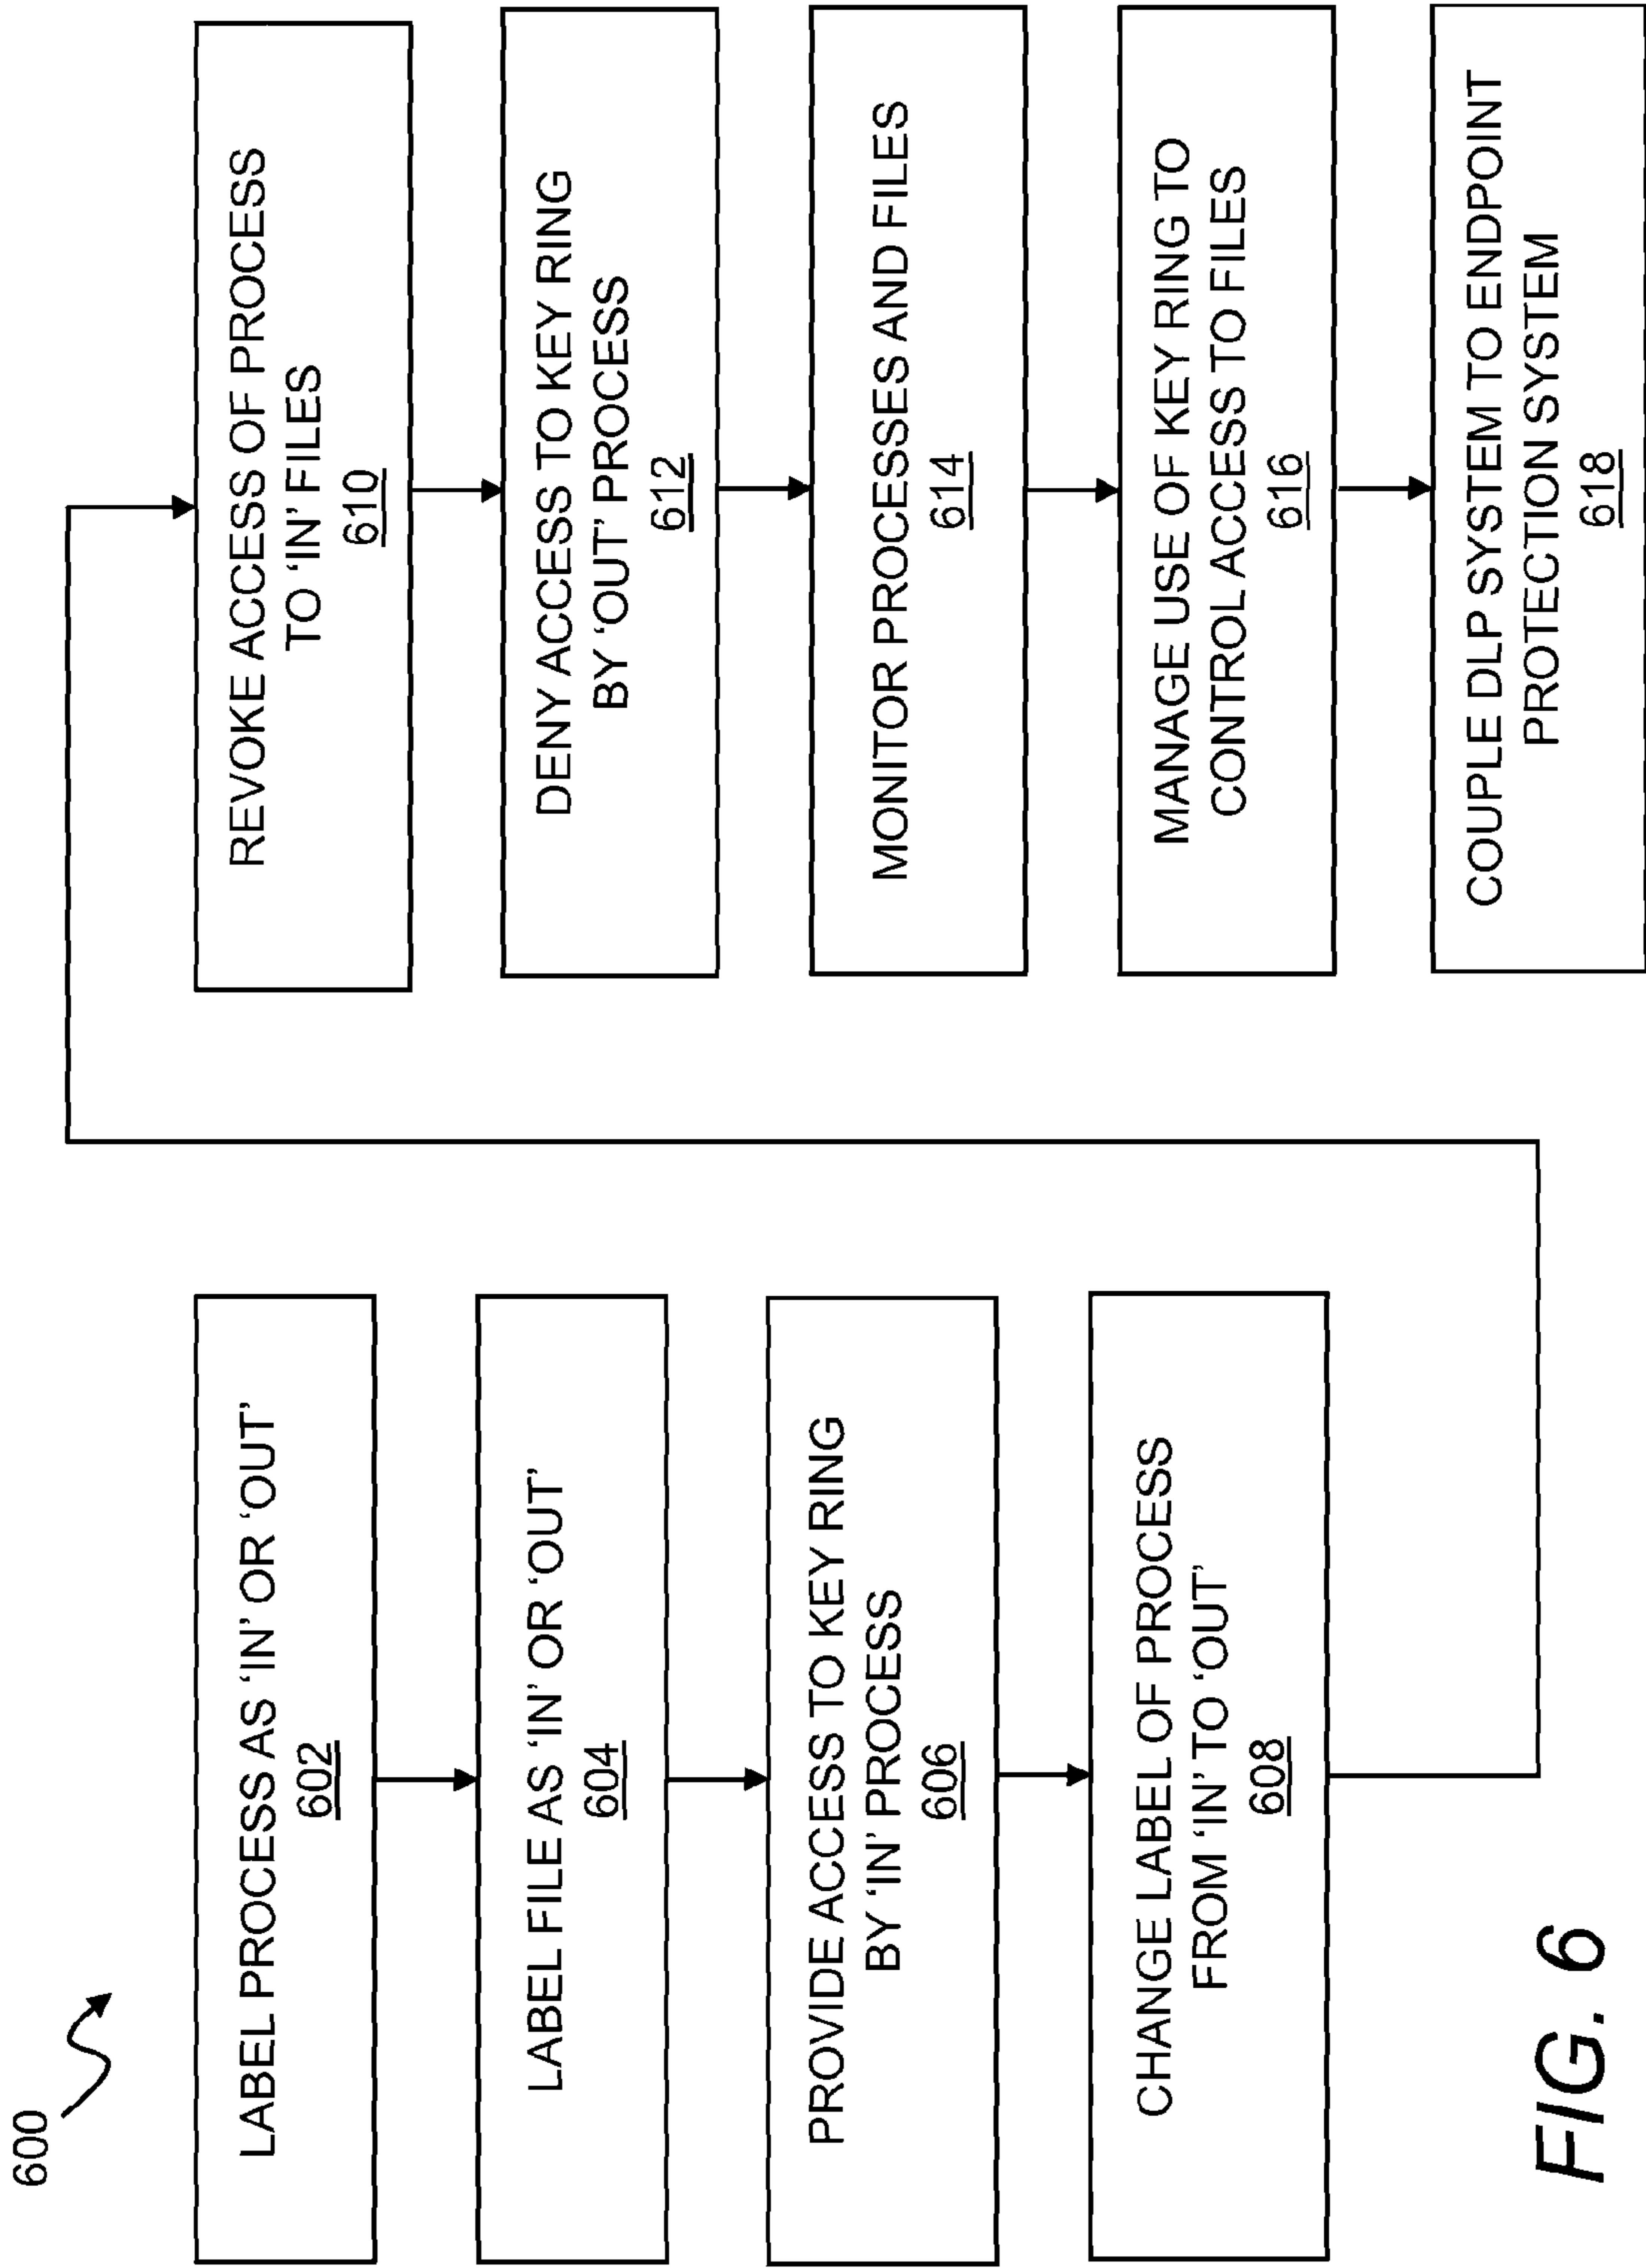 600
LABEL PROCESS AS ‘IN’ OR ‘OUT’
602
LABEL FILE AS ‘IN’ OR ‘OUT’
604
PROVIDE ACCESS TO KEY RING
BY ‘IN’ PROCESS
606
CHANGE LABEL OF PROCESS
FROM ‘IN’ TO ‘OUT’
608
REVOKE ACCESS OF PROCESS
TO ‘IN’ FILES
610
DENY ACCESS TO KEY RING
BY ‘OUT’ PROCESS
612
MONITOR PROCESSES AND FILES
614
MANAGE USE OF KEY RING TO
CONTROL ACCESS TO FILES
616
COUPLE DLP SYSTEM TO ENDPOINT
PROTECTION SYSTEM
618
FIG. 6